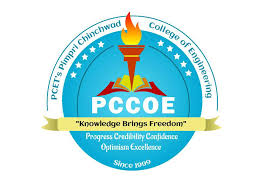 PCET's Pimpri Chinchwad
College of Engineering
PCCOE
"Knowledge Brings Freedom"
Progress Credibility Confidence
Optimism Excellence
Since 1999